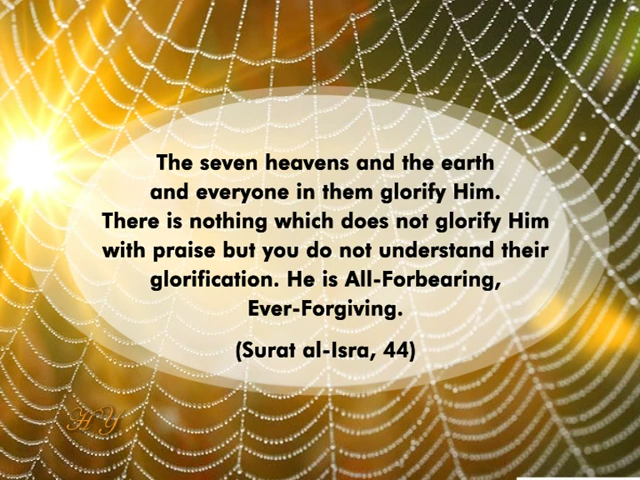 The seven heavens and the earth
and everyone in them glorify Him.
There is nothing which does not glorify Him
with praise but you do not understand their
glorification. He is All-Forbearing,
Ever-Forgiving.
(Surat al-Isra, 44)
H Y